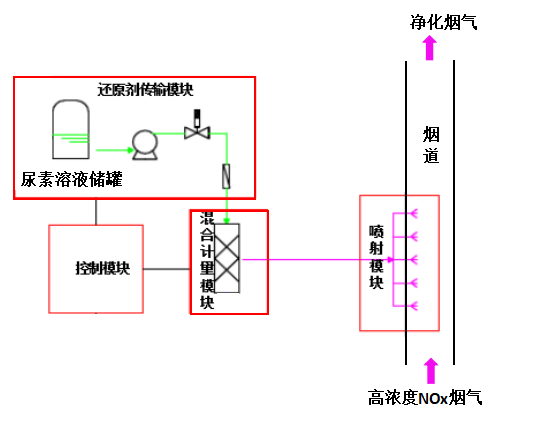 净化烟气
还原剂传输模块
烟
道
尿素溶液储罐
混
合
计
量
模
块
喷
射
模
块
控制模块
高浓度NOx烟气